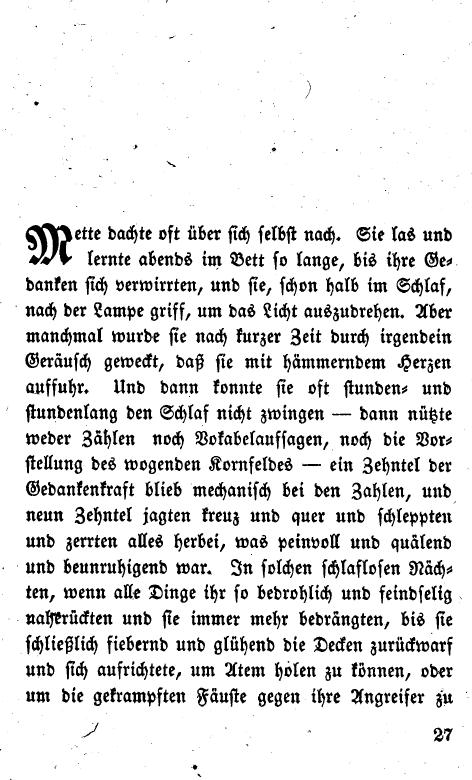 Mette dachte oft über sich selbst nach. Sie las und
lernte abends im Bett so lange, bis ihre Ge-
danken sich verwirrten, und sie, schon halb im Schlaf,
nach der Lampe griff, um das Licht auszudrehen. Aber
manchmal wurde sie nach kurzer Zeit durch irgendein
Geräusch geweckt, daß sie mit hämmerndem Herzen
auffuhr. Und dann konnte sie oft stunden- und
stundenlang den Schlaf nicht zwingen — dann nützte
weder Zählen noch Vokabelaufsagen, noch die Vor-
stellung des wogenden Kornfeldes — ein Zehntel der
Gedankenkraft blieb mechanisch bei den Zahlen, und
neun Zehntel jagten kreuz und quer und schleppten
und zerrten alles herbei, was peinvoll und quälend
und beunruhigend war. In solchen schlaflosen Näch-
ten, wenn alle Dinge ihr so bedrohlich und feindselig
nahrückten und sie immer mehr bedrängten, bis sie
schließlich fiebernd und glühend die Decken zurückwarf
und sich aufrichtete, um Atem holen zu können, oder
um die gekrampften Fäuste gegen ihre Angreifer zu
27